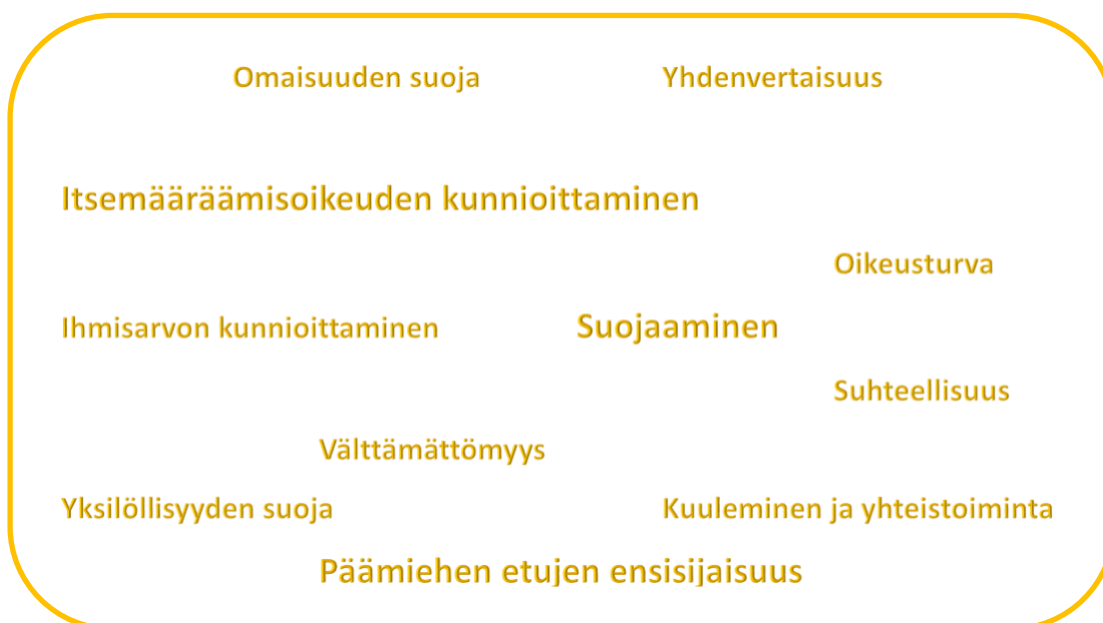 Omaisuuden suoja
Yhdenvertaisuus
Itsemääräämisoikeuden kunnioittaminen
Oikeusturva
Ihmisarvon kunnioittaminen
Suojaaminen
Suhteellisuus
Välttämättömyys
Yksilöllisyyden suoja
Kuuleminen ja yhteistoiminta
Päämiehen etujen ensisijaisuus